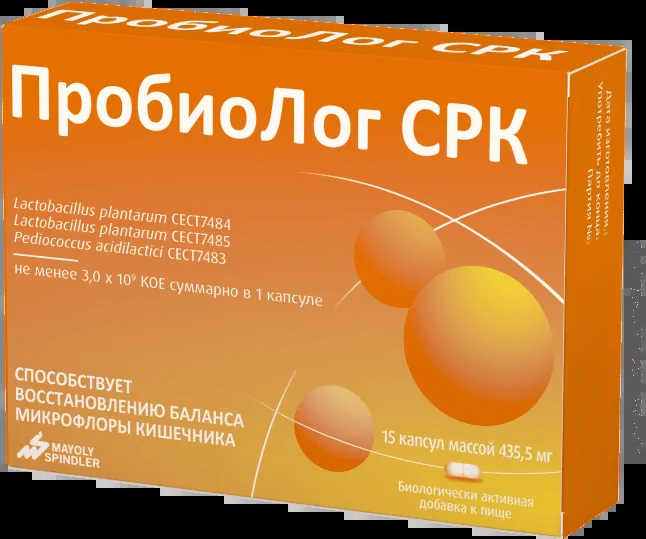 ПробиоЛог СРК
ПробиоЛог СРК
Lactobacillus plantarum CECT7484
Lactobacillus plantarum CECT7485
Pediococcus acidilactici CECT7483
не менее 3,0 x 10⁹ КОЕ суммарно в 1 капсуле
СПОСОБСТВУЕТ
ВОССТАНОВЛЕНИЮ БАЛАНСА
МИКРОФЛОРЫ КИШЕЧНИКА
MAYOLY
SPINDLER
15 капсул массой 435,5 мг
Биологически активная
добавка к пище
Дата изготовления.:
Употребить до конца:
Партия No: